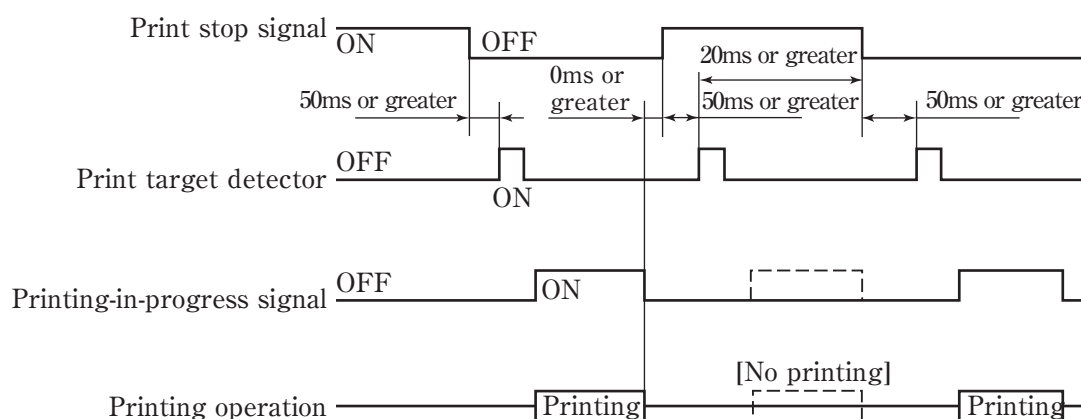 Print stop signal
ON
OFF
20ms or greater
0ms or
greater
50ms or greater
50ms or greater
50ms or greater
Print target detector
OFF
ON
Printing-in-progress signal
OFF
ON
[No printing]
Printing operation
Printing
Printing